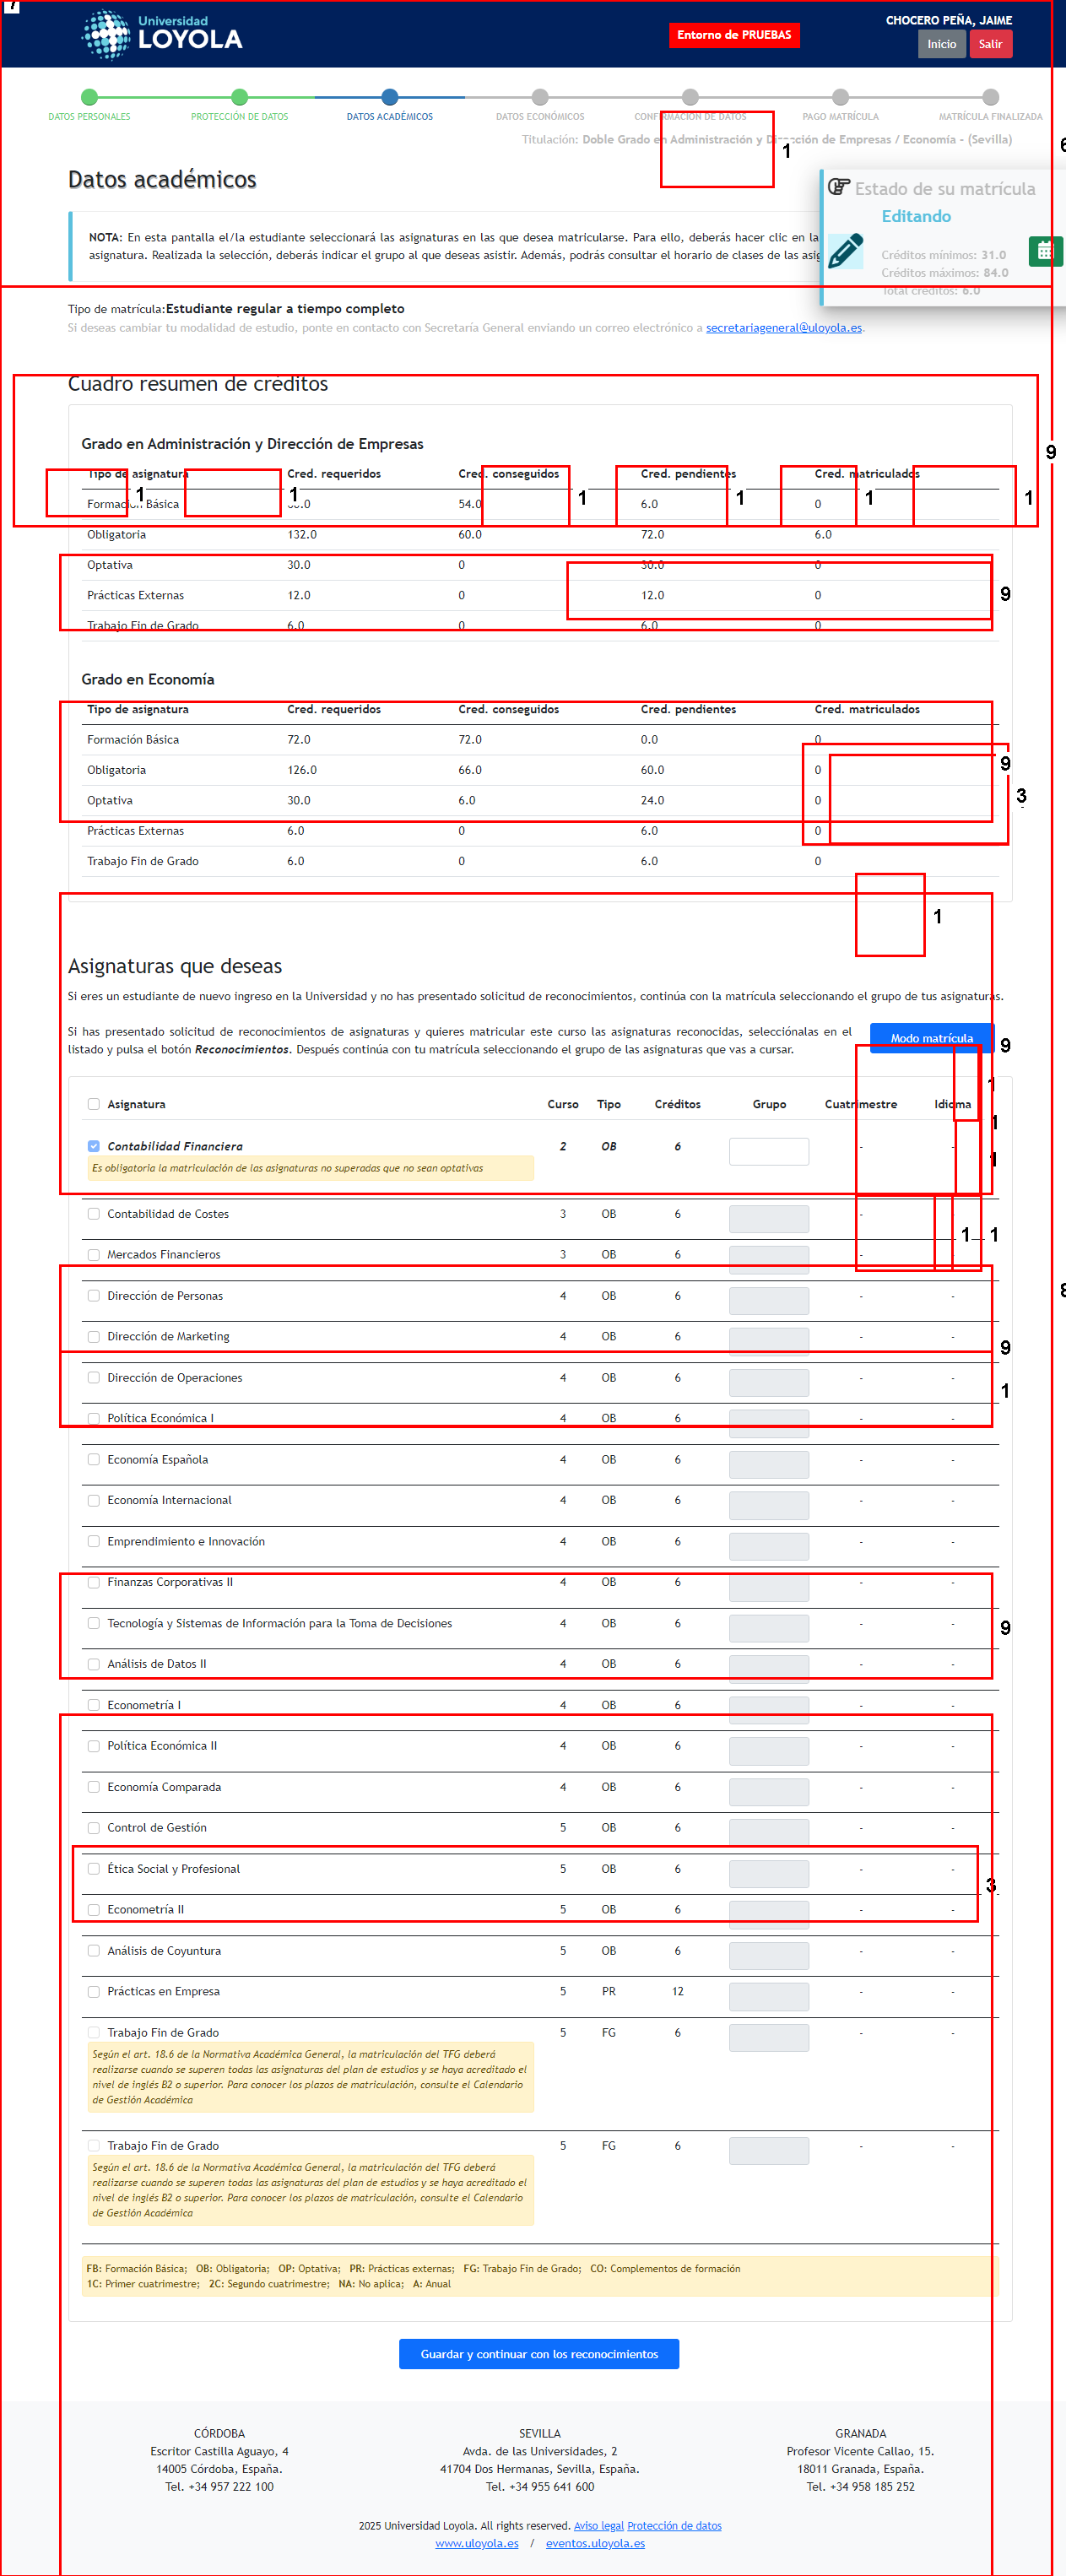 7
Universidad
LOYOLA
Entorno de PRUEBAS
CHOCERO PEÑA, JAIME
Inicio
Salir
DATOS PERSONALES
PROTECCIÓN DE DATOS
DATOS ACADÉMICOS
DATOS ECONÓMICOS
CONFIRMACIÓN DE DATOS
PAGO MATRÍCULA
MATRÍCULA FINALIZADA
Titulación: Doble Grado en Administración y Dirección de Empresas / Economía - (Sevilla)
1
Datos académicos
Estado de su matrícula
Editando
Créditos mínimos: 31.0
Créditos máximos: 84.0
Total créditos: 6.0
NOTA: En esta pantalla el/la estudiante seleccionará las asignaturas en las que desea matricularse. Para ello, deberás hacer clic en la
asignatura. Realizada la selección, deberás indicar el grupo al que deseas asistir. Además, podrás consultar el horario de clases de las asig
Tipo de matrícula:Estudiante regular a tiempo completo
Si deseas cambiar tu modalidad de estudio, ponte en contacto con Secretaría General enviando un correo electrónico a secretariageneral@uloyola.es.
Cuadro resumen de créditos
9
Grado en Administración y Dirección de Empresas
Tipo de asignatura Cred. requeridos Cred. conseguidos Cred. pendientes Cred. matriculados
1 1 1 1 1 1
Formación Básica .0 54.0 6.0 0
Obligatoria 132.0 60.0 72.0 6.0
Optativa 30.0 0 30.0 0
Prácticas Externas 12.0 0 12.0 0
9
Trabajo Fin de Grado 6.0 0 6.0 0
Grado en Economía
Tipo de asignatura Cred. requeridos Cred. conseguidos Cred. pendientes Cred. matriculados
Formación Básica 72.0 72.0 0.0 0
Obligatoria 126.0 66.0 60.0 0
9
Optativa 30.0 6.0 24.0 0
3
Prácticas Externas 6.0 0 6.0 0
Trabajo Fin de Grado 6.0 0 6.0 0
1
Asignaturas que deseas
Si eres un estudiante de nuevo ingreso en la Universidad y no has presentado solicitud de reconocimientos, continúa con la matrícula seleccionando el grupo de tus asignaturas.
Si has presentado solicitud de reconocimientos de asignaturas y quieres matricular este curso las asignaturas reconocidas, selecciónalas en el
listado y pulsa el botón Reconocimientos. Después continúa con tu matrícula seleccionando el grupo de las asignaturas que vas a cursar.
Modo matrícula
9
1
Asignatura Curso Tipo Créditos Grupo Cuatrimestre Idioma
1
Contabilidad Financiera 2 OB 6 - -
1
Es obligatoria la matriculación de las asignaturas no superadas que no sean optativas
Contabilidad de Costes 3 OB 6 - -
1 1
Mercados Financieros 3 OB 6 - -
Dirección de Personas 4 OB 6 - -
Dirección de Marketing 4 OB 6 - -
9
Dirección de Operaciones 4 OB 6 - -
1
Política Económica I 4 OB 6 - -
Economía Española 4 OB 6 - -
Economía Internacional 4 OB 6 - -
Emprendimiento e Innovación 4 OB 6 - -
Finanzas Corporativas II 4 OB 6 - -
Tecnología y Sistemas de Información para la Toma de Decisiones 4 OB 6 - -
9
Análisis de Datos II 4 OB 6 - -
Econometría I 4 OB 6 - -
Política Económica II 4 OB 6 - -
Economía Comparada 4 OB 6 - -
Control de Gestión 5 OB 6 - -
Ética Social y Profesional 5 OB 6 - -
3
Econometría II 5 OB 6 - -
Análisis de Coyuntura 5 OB 6 - -
Prácticas en Empresa 5 PR 12 - -
Trabajo Fin de Grado 5 FG 6 - -
Según el art. 18.6 de la Normativa Académica General, la matriculación del TFG deberá
realizarse cuando se superen todas las asignaturas del plan de estudios y se haya acreditado el
nivel de inglés B2 o superior. Para conocer los plazos de matriculación, consulte el Calendario
de Gestión Académica
Trabajo Fin de Grado 5 FG 6 - -
Según el art. 18.6 de la Normativa Académica General, la matriculación del TFG deberá
realizarse cuando se superen todas las asignaturas del plan de estudios y se haya acreditado el
nivel de inglés B2 o superior. Para conocer los plazos de matriculación, consulte el Calendario
de Gestión Académica
FB: Formación Básica; OB: Obligatoria; OP: Optativa; PR: Prácticas externas; FG: Trabajo Fin de Grado; CO: Complementos de formación
1C: Primer cuatrimestre; 2C: Segundo cuatrimestre; NA: No aplica; A: Anual
Guardar y continuar con los reconocimientos
CÓRDOBA
Escritor Castilla Aguayo, 4
14005 Córdoba, España.
Tel. +34 957 222 100
SEVILLA
Avda. de las Universidades, 2
41704 Dos Hermanas, Sevilla, España.
Tel. +34 955 641 600
GRANADA
Profesor Vicente Callao, 15.
18011 Granada, España.
Tel. +34 958 185 252
2025 Universidad Loyola. All rights reserved. Aviso legal Protección de datos
www.uloyola.es / eventos.uloyola.es